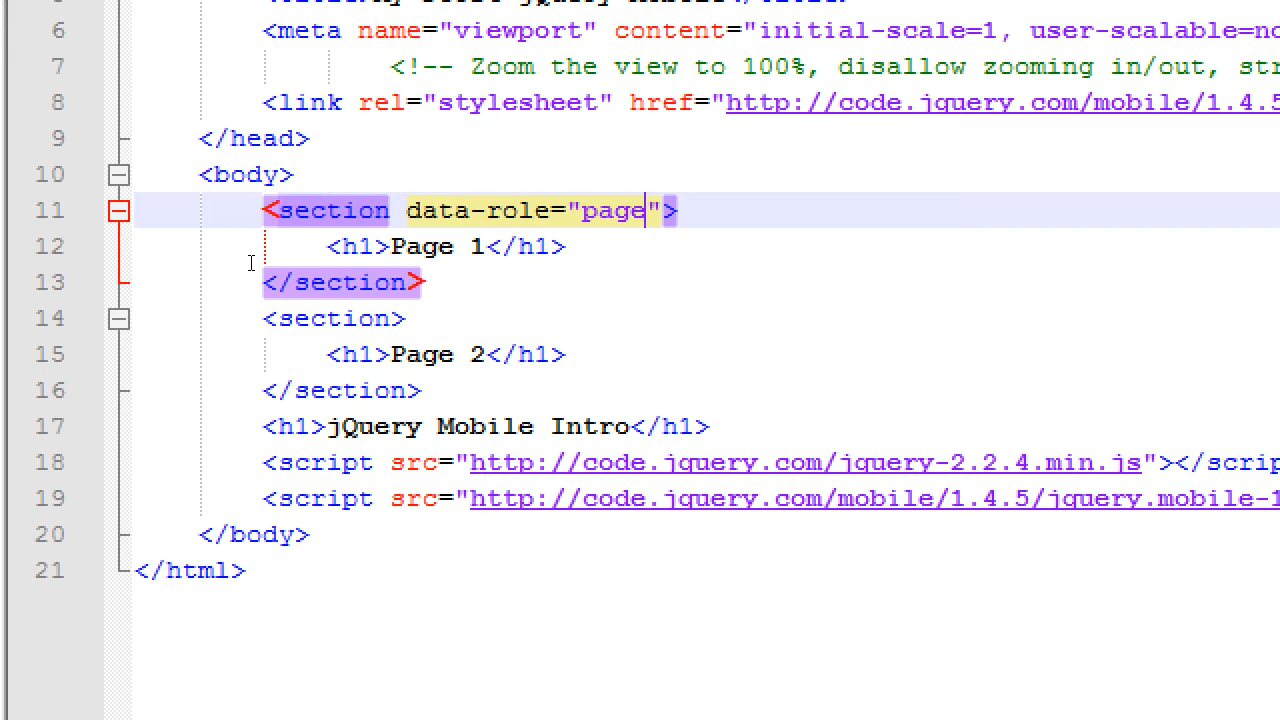 6 <meta name="viewport" content="initial-scale=1, user-scalable=no
7 <!-- Zoom the view to 100%, disallow zooming in/out, str
8 <link rel="stylesheet" href="http://code.jquery.com/mobile/1.4.5
9 </head>
10 <body>
11 <section data-role="page">
12 <h1>Page 1</h1>
13 </section>
14 <section>
15 <h1>Page 2</h1>
16 </section>
17 <h1>jQuery Mobile Intro</h1>
18 <script src="http://code.jquery.com/jquery-2.2.4.min.js"></scrip
19 <script src="http://code.jquery.com/mobile/1.4.5/jquery.mobile-1
20 </body>
21 </html>